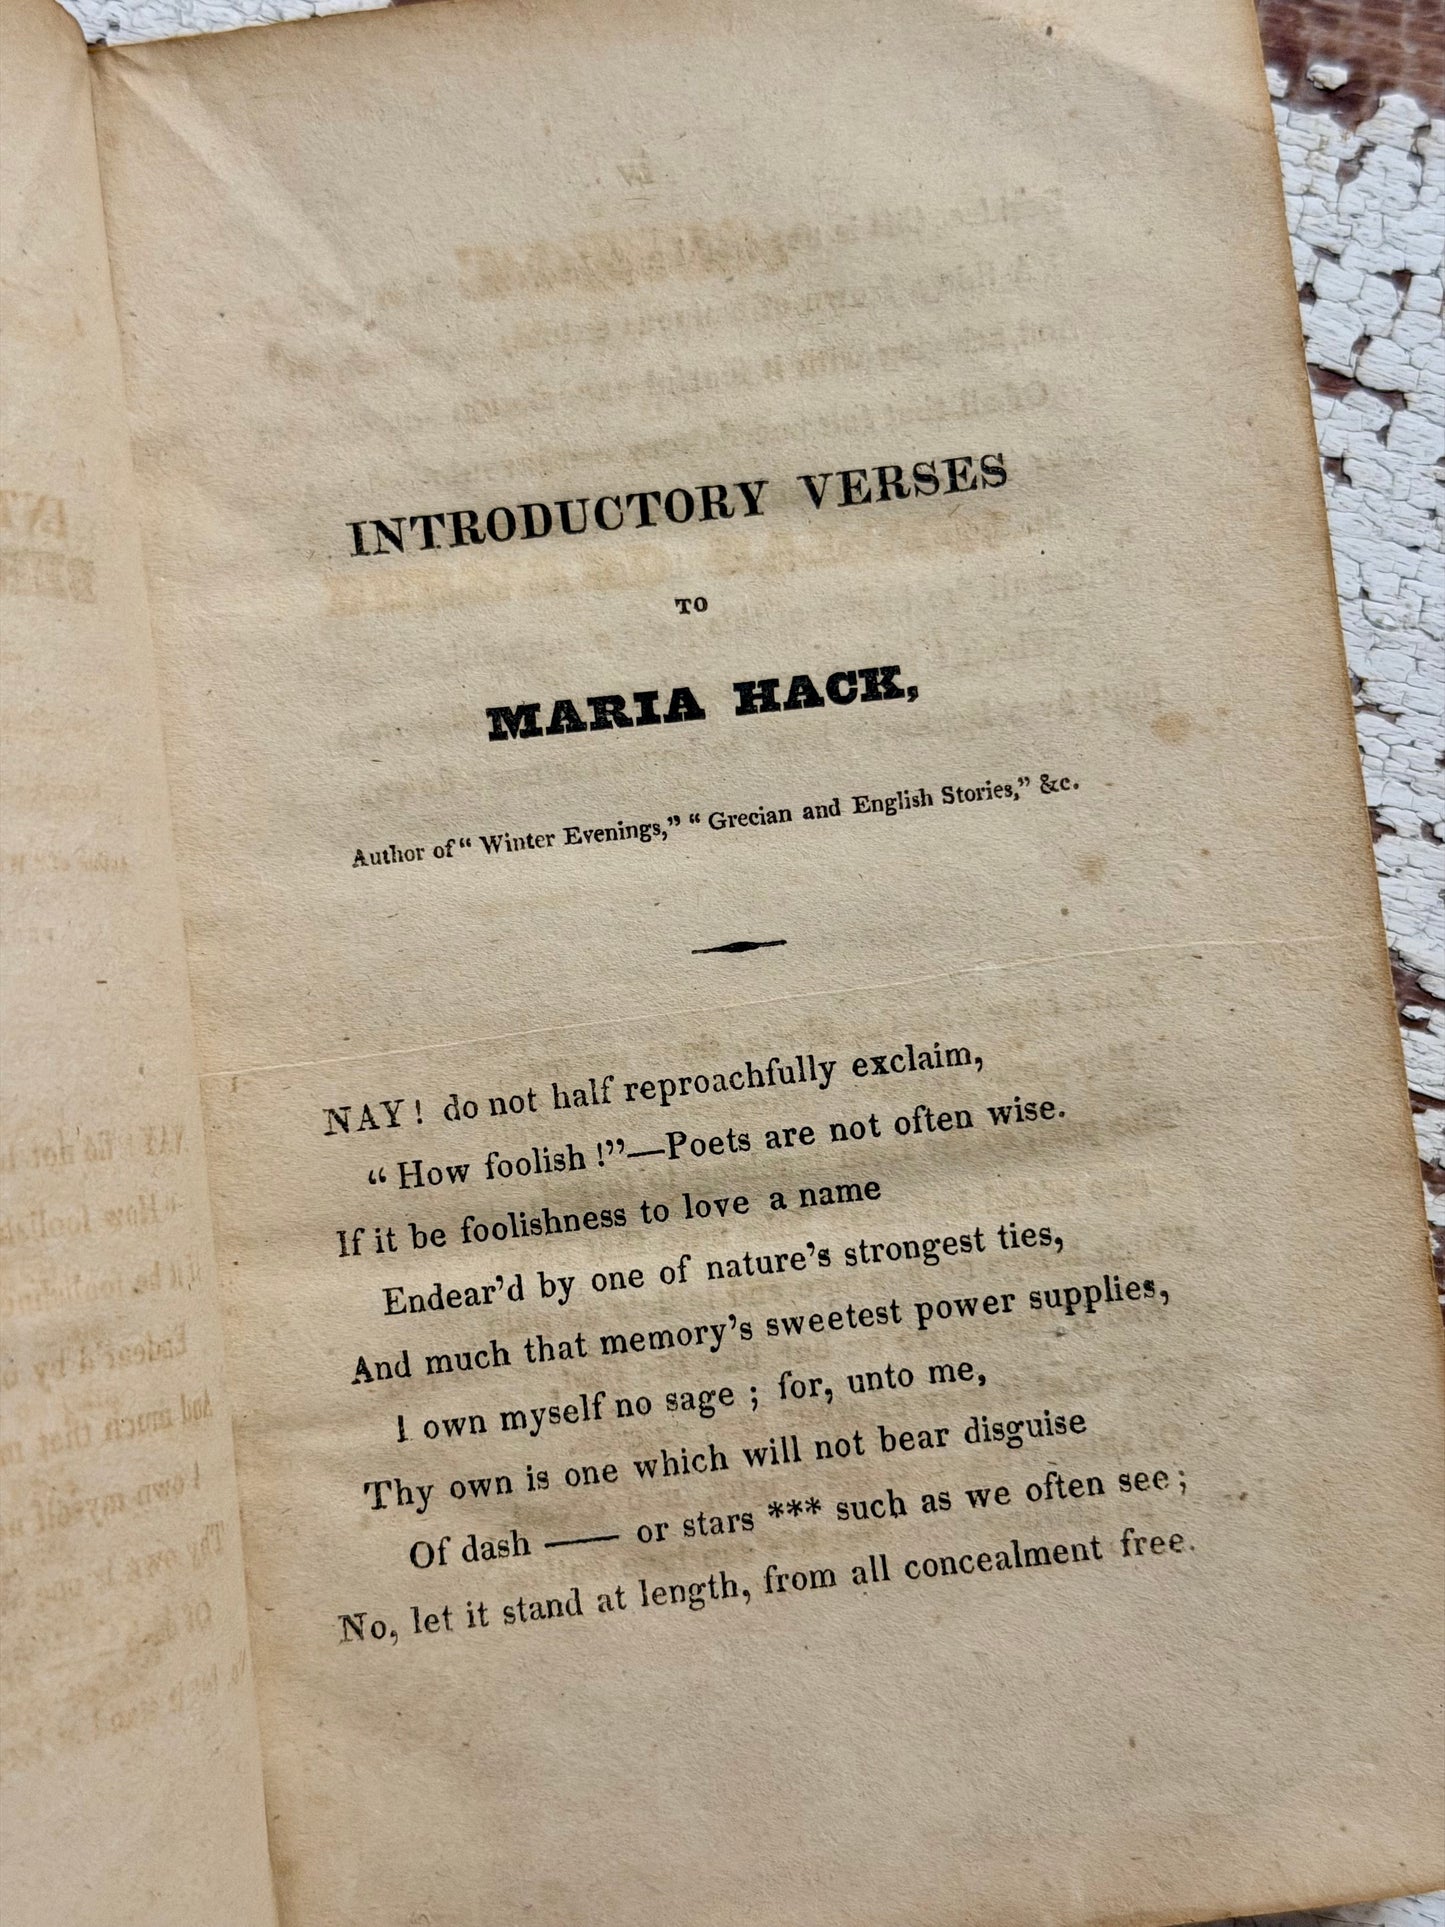 INTRODUCTORY VERSES
TO
MARIA HACK,
Author of "Winter Evenings," "Grecian and English Stories," &c.
NAY! do not half reproachfully exclaim,
"How foolish!"—Poets are not often wise.
If it be foolishness to love a name
Endear'd by one of nature's strongest ties,
And much that memory's sweetest power supplies,
I own myself no sage; for, unto me,
Thy own is one which will not bear disguise
Of dash —— or stars *** such as we often see;
No, let it stand at length, from all concealment free.